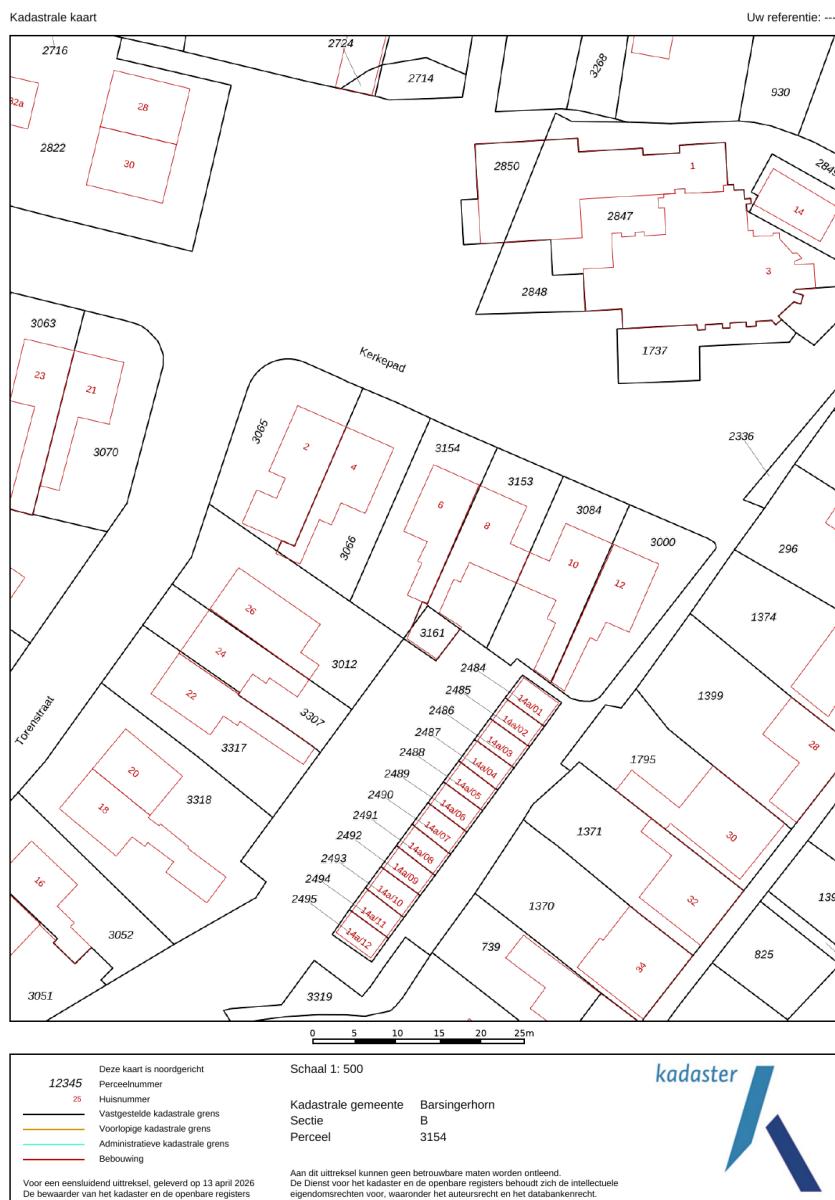 Kadastrale kaart
Uw referentie: ---
2716
2724
2714
3268
930
32a
28
30
2822
2850
1
2847
2849
14
3
2848
1737
3063
23
21
3070
Kerkepad
3065
2
4
3066
3154
6
8
3153
3084
10
12
3000
2336
296
1374
1399
28
26
24
22
3012
3307
3317
3161
Torenstraat
20
18
3318
2484
2485
2486
2487
2488
2489
2490
2491
2492
2493
2494
2495
14a/01
14a/02
14a/03
14a/04
14a/05
14a/06
14a/07
14a/08
14a/09
14a/10
14a/11
14a/12
1795
30
1371
32
1370
34
739
825
139
16
3052
3051
3319
0 5 10 15 20 25m
Deze kaart is noordgericht
12345 Perceelnummer
25 Huisnummer
Vastgestelde kadastrale grens
Voorlopige kadastrale grens
Administratieve kadastrale grens
Bebouwing
Voor een eensluidend uittreksel, geleverd op 13 april 2026
De bewaarder van het kadaster en de openbare registers
Schaal 1: 500
Kadastrale gemeente Barsingerhorn
Sectie B
Perceel 3154
Aan dit uittreksel kunnen geen betrouwbare maten worden ontleend.
De Dienst voor het kadaster en de openbare registers behoudt zich de intellectuele
eigendomsrechten voor, waaronder het auteursrecht en het databankenrecht.
kadaster